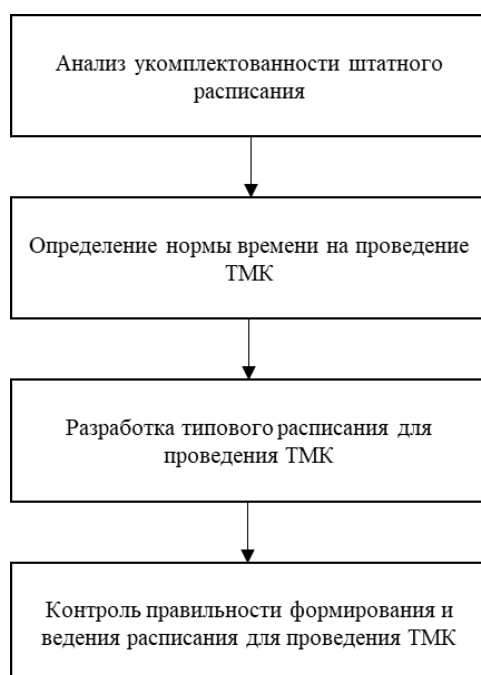 Анализ укомплектованности штатного
расписания
Определение нормы времени на проведение
ТМК
Разработка типового расписания для
проведения ТМК
Контроль правильности формирования и
ведения расписания для проведения ТМК